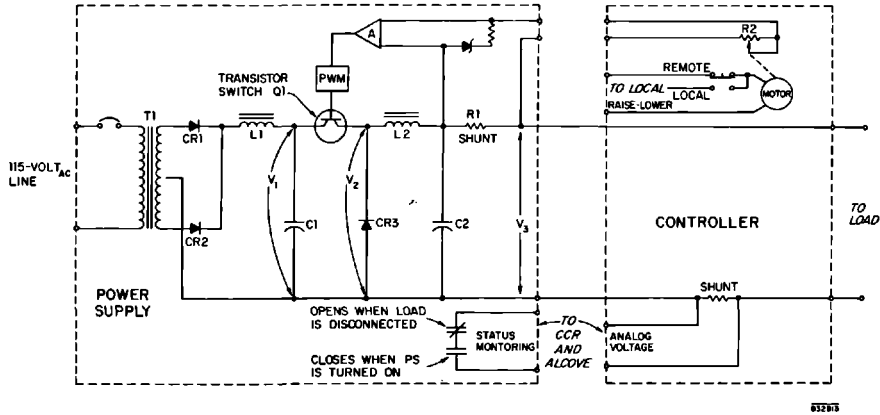 A
R2
PWM
TRANSISTOR
SWITCH Q1
REMOTE
TO LOCAL
LOCAL
RAISE-LOWER
MOTOR
T1
CR1
L1
L2
R1
SHUNT
115-VOLT AC
LINE
V1
V2
V3
C1
CR3
C2
CR2
CONTROLLER
TO
LOAD
POWER
SUPPLY
SHUNT
OPENS WHEN LOAD
IS DISCONNECTED
STATUS
MONTORING
CLOSES WHEN PS
IS TURNED ON
TO
CCR
AND
ALCOVE
ANALOG
VOLTAGE